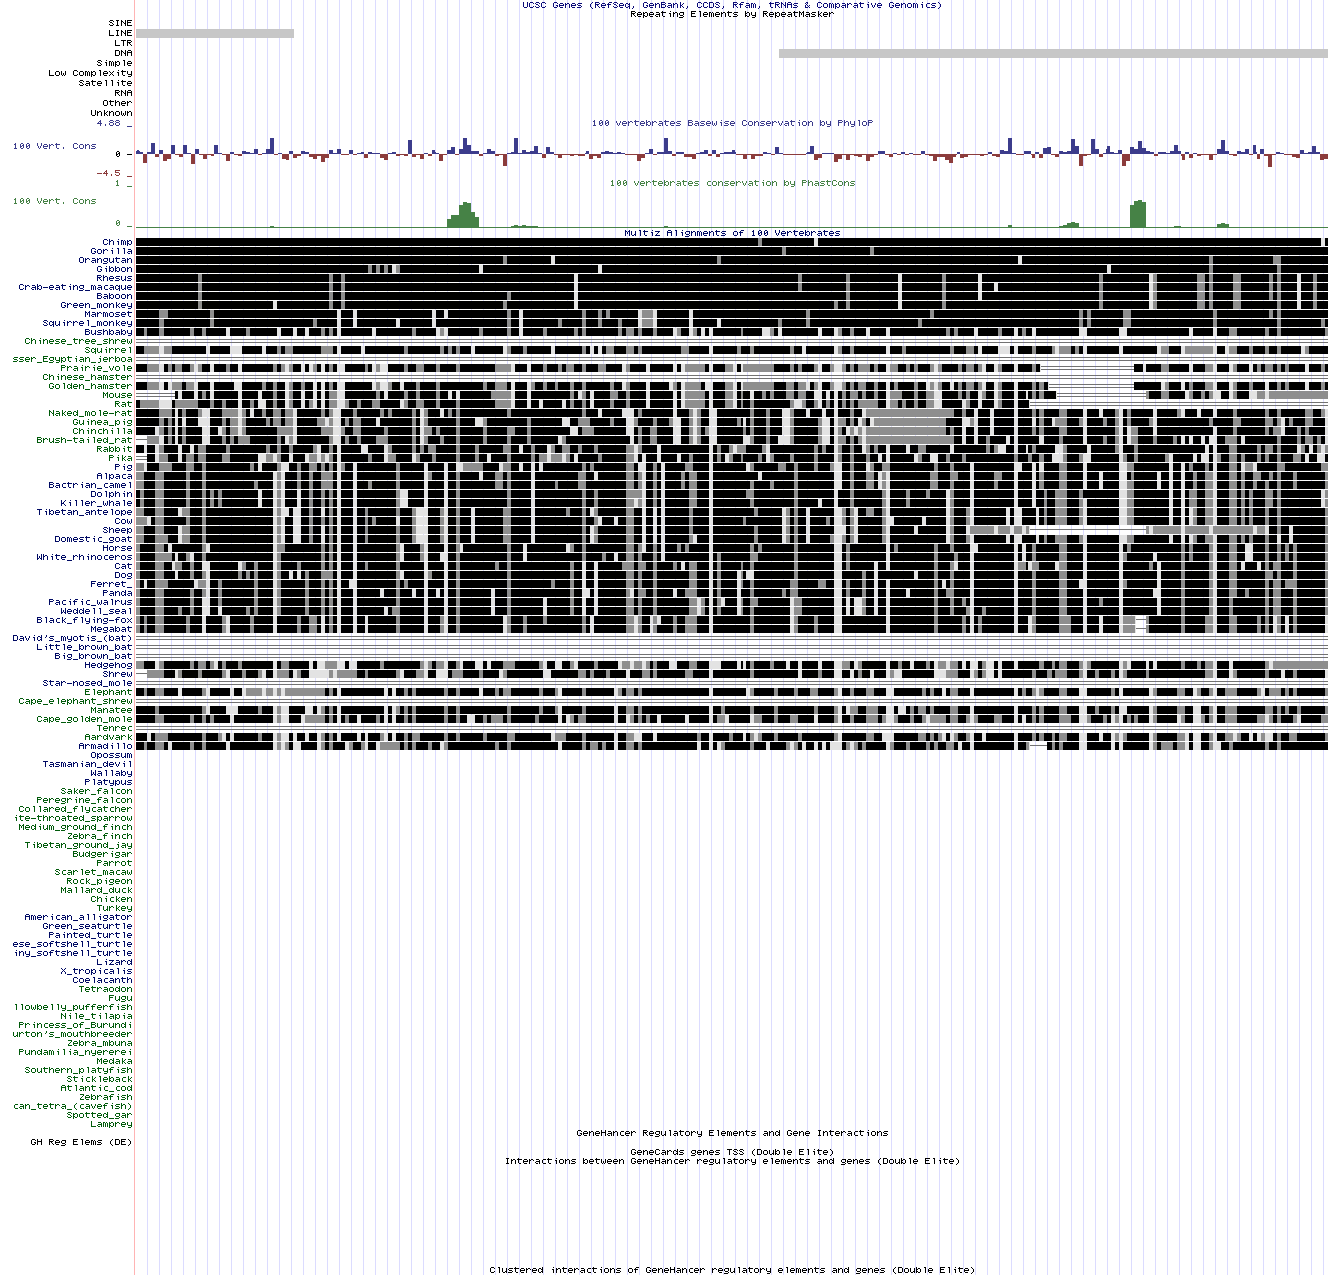 UCSC Genes (RefSeq, GenBank, CCDS, Rfam, tRNAs & Comparative Genomics)
Repeating Elements by RepeatMasker
SINE
LINE
LTR
DNA
Simple
Low Complexity
Satellite
RNA
Other
Unknown
4.88 _
100 vertebrates Basewise Conservation by PhyloP
100 Vert. Cons
0 _
-4.5 _
1 _
100 vertebrates conservation by PhastCons
100 Vert. Cons
0 _
Multiz Alignments of 100 Vertebrates
Chimp
Gorilla
Orangutan
Gibbon
Rhesus
Crab-eating_macaque
Baboon
Green_monkey
Marmoset
Squirrel_monkey
Bushbaby
Chinese_tree_shrew
Squirrel
sser_Egyptian_jerboa
Prairie_vole
Chinese_hamster
Golden_hamster
Mouse
Rat
Naked_mole-rat
Guinea_pig
Chinchilla
Brush-tailed_rat
Rabbit
Pika
Pig
Alpaca
Bactrian_camel
Dolphin
Killer_whale
Tibetan_antelope
Cow
Sheep
Domestic_goat
Horse
White_rhinoceros
Cat
Dog
Ferret_
Panda
Pacific_walrus
Weddell_seal
Black_flying-fox
Megabat
David's_myotis_(bat)
Little_brown_bat
Big_brown_bat
Hedgehog
Shrew
Star-nosed_mole
Elephant
Cape_elephant_shrew
Manatee
Cape_golden_mole
Tenrec
Aardvark
Armadillo
Opossum
Tasmanian_devil
Wallaby
Platypus
Saker_falcon
Peregrine_falcon
Collared_flycatcher
ite-throated_sparrow
Medium_ground_finch
Zebra_finch
Tibetan_ground_jay
Budgerigar
Parrot
Scarlet_macaw
Rock_pigeon
Mallard_duck
Chicken
Turkey
American_alligator
Green_seaturtle
Painted_turtle
ese_softshell_turtle
iny_softshell_turtle
Lizard
X_tropicalis
Coelacanth
Tetraodon
Fugu
llowbelly_pufferfish
Nile_tilapia
Princess_of_Burundi
urton's_mouthbreeder
Zebra_mbuna
Pundamilia_nyererei
Medaka
Southern_platyfish
Stickleback
Atlantic_cod
Zebrafish
can_tetra_(cavefish)
Spotted_gar
Lamprey
GeneHancer Regulatory Elements and Gene Interactions
GH Reg Elems (DE)
GeneCards genes TSS (Double Elite)
Interactions between GeneHancer regulatory elements and genes (Double Elite)
Clustered interactions of GeneHancer regulatory elements and genes (Double Elite)